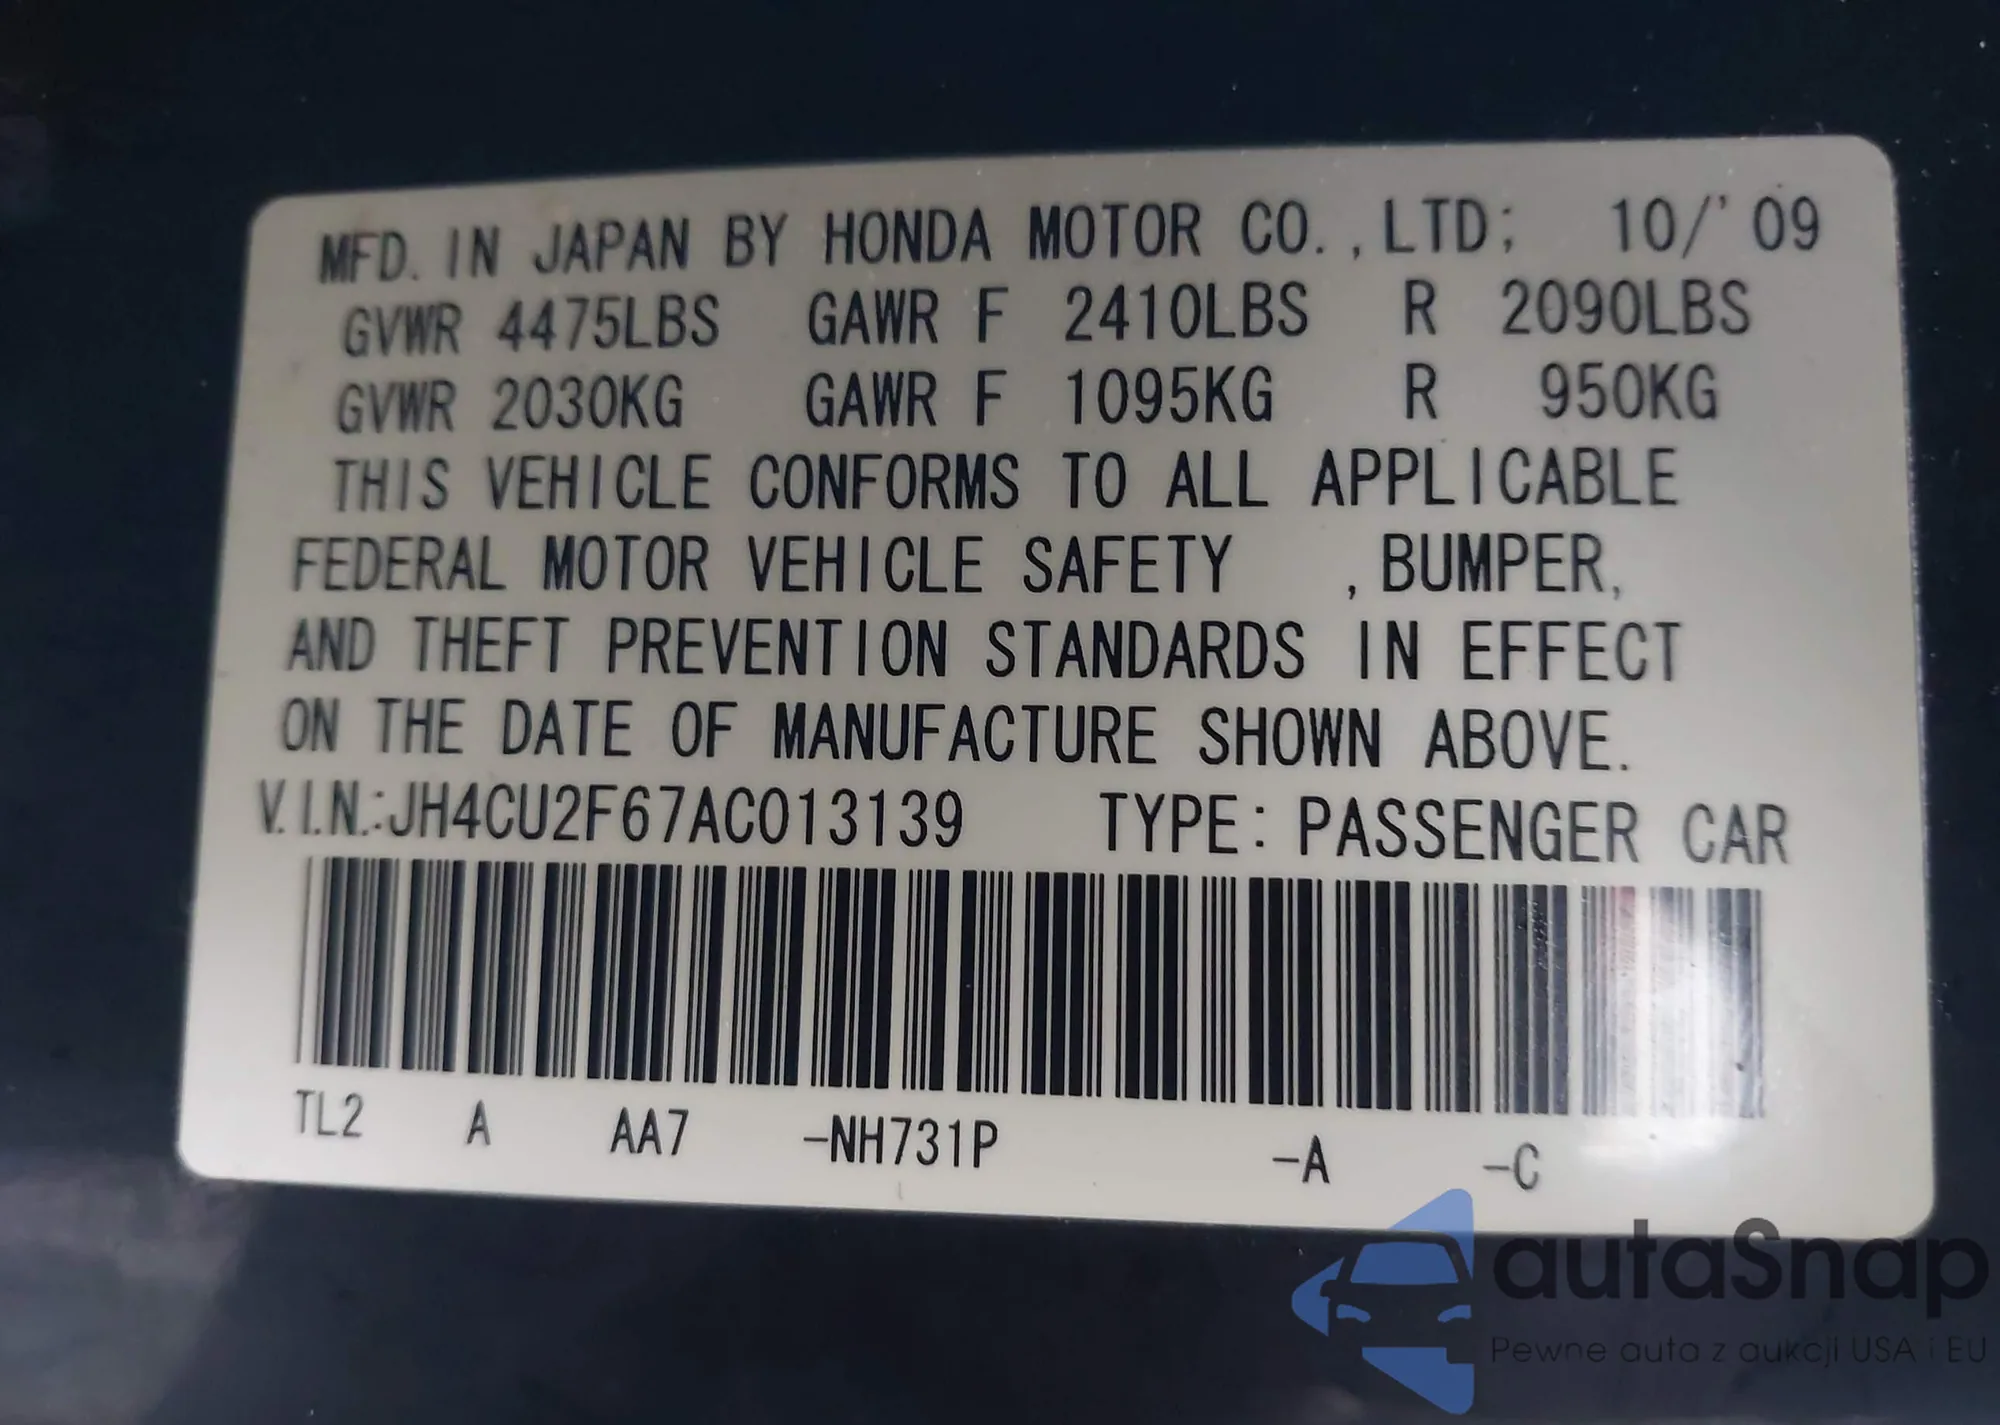 MFD. IN JAPAN BY HONDA MOTOR CO.,LTD; 10/'09
GVWR 4475LBS GAWR F 2410LBS R 2090LBS
GVWR 2030KG GAWR F 1095KG R 950KG
THIS VEHICLE CONFORMS TO ALL APPLICABLE
FEDERAL MOTOR VEHICLE SAFETY ,BUMPER,
AND THEFT PREVENTION STANDARDS IN EFFECT
ON THE DATE OF MANUFACTURE SHOWN ABOVE.
V.I.N.:JH4CU2F67AC013139 TYPE: PASSENGER CAR
TL2 A AA7 -NH731P -A -C
autaSnap
Pewne auta z aukcji USA i EU